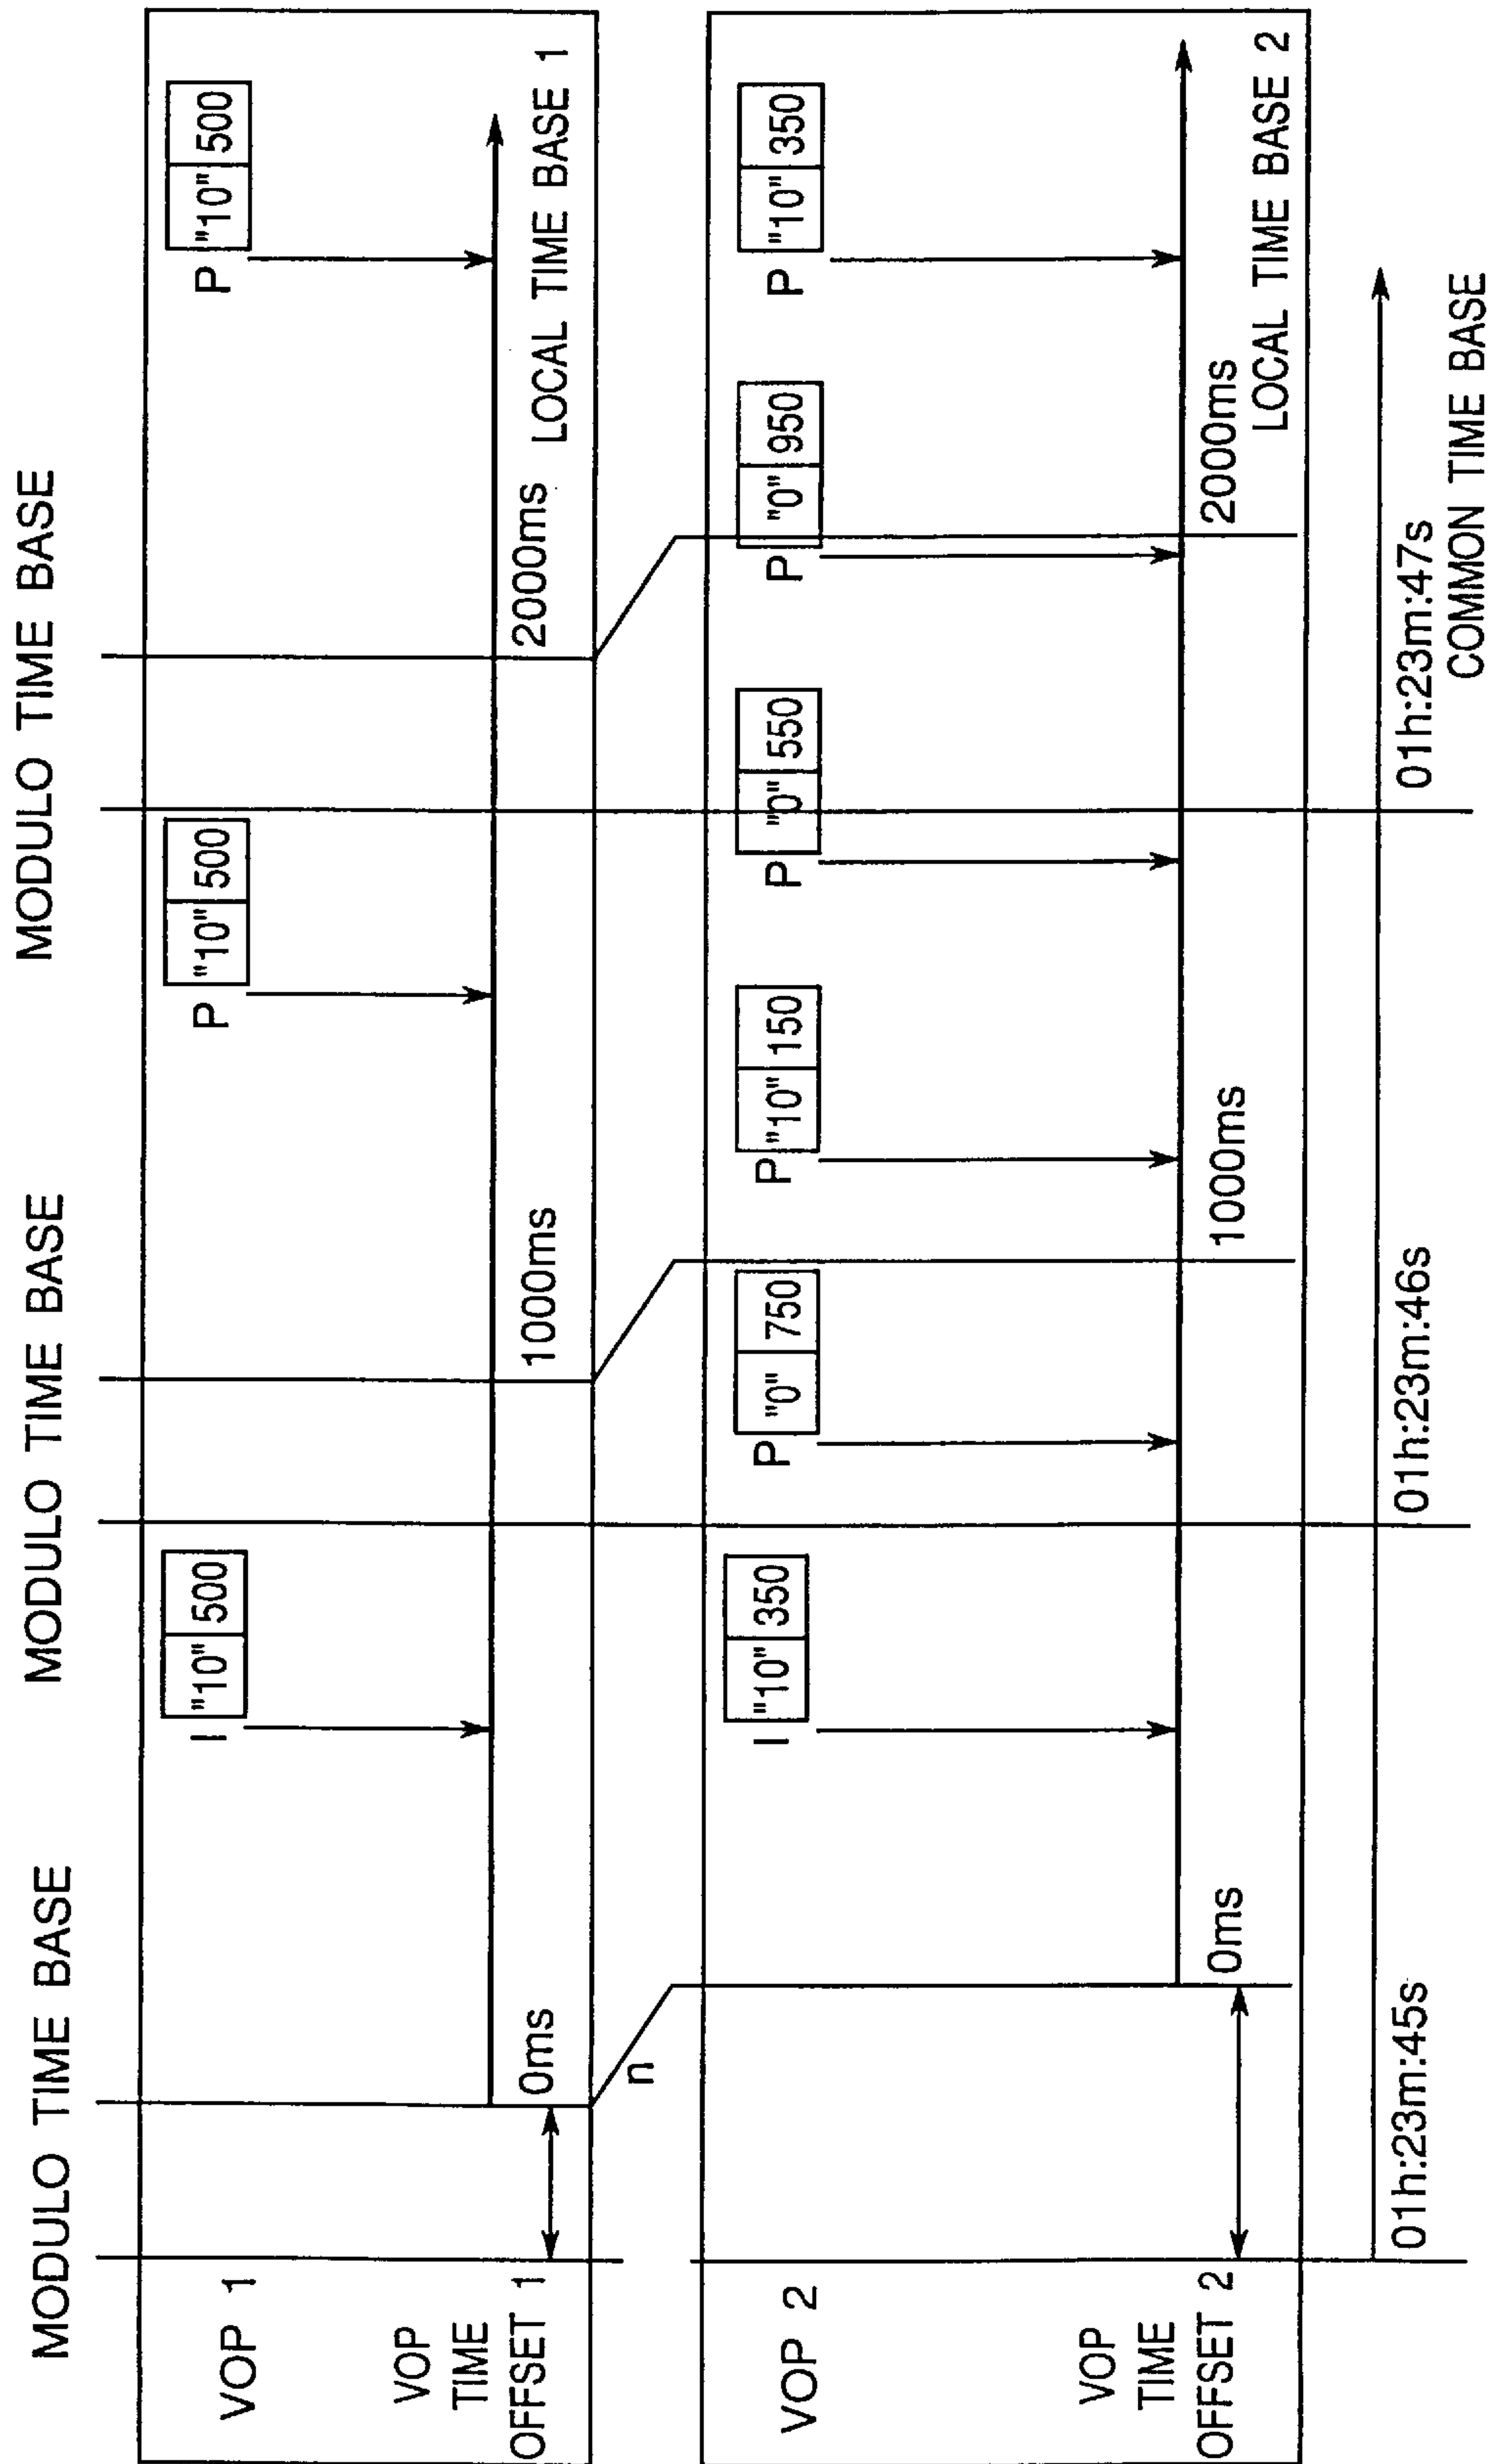 MODULO TIME BASE
MODULO TIME BASE
MODULO TIME BASE
VOP 1
I "10" 500
P "10" 500
P "10" 500
VOP
TIME
OFFSET 1
0ms
1000ms
2000ms
LOCAL TIME BASE 1
n
VOP 2
I "10" 350
P "0" 750
P "10" 150
P "0" 550
P "0" 950
P "10" 350
VOP
TIME
OFFSET 2
0ms
1000ms
2000ms
LOCAL TIME BASE 2
01h:23m:45s
01h:23m:46s
01h:23m:47s
COMMON TIME BASE